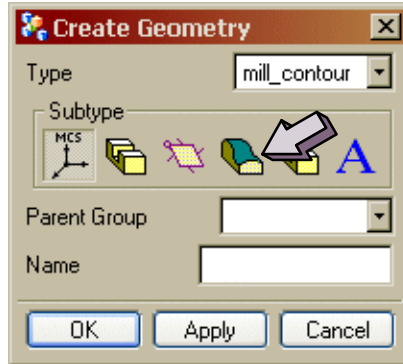 Create Geometry
Type mill_contour
Subtype
MCS
A
Parent Group
Name
OK Apply Cancel